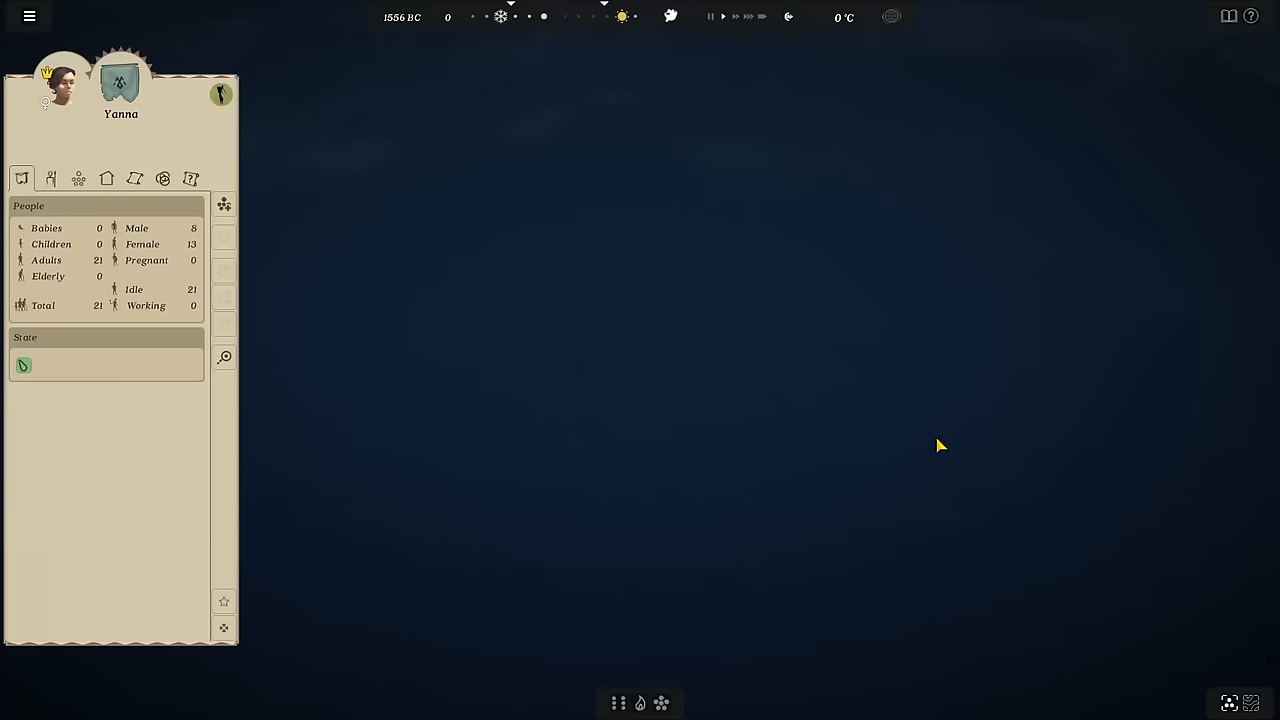 1556 BC 0 0 °C
Yanna
People
Babies 0 Male 8
Children 0 Female 13
Adults 21 Pregnant 0
Elderly 0
Idle 21
Total 21 Working 0
State